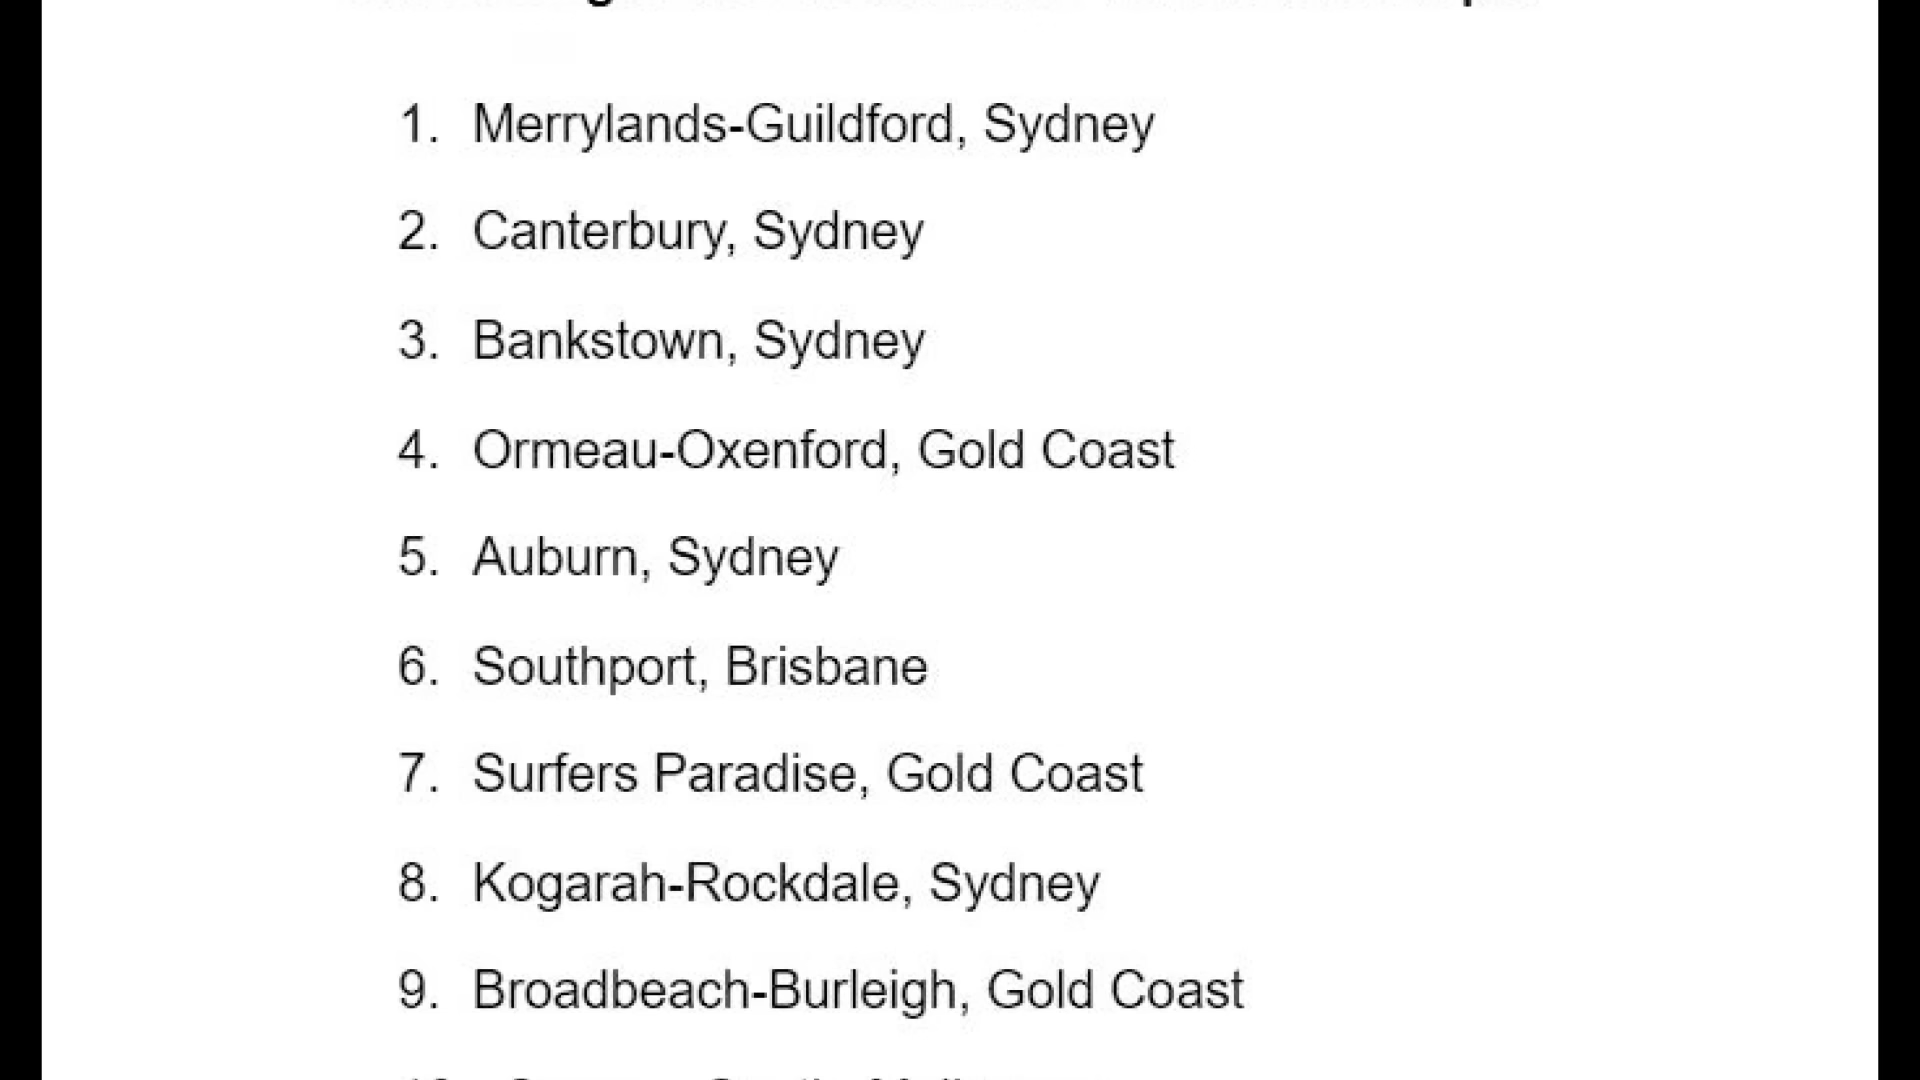 1. Merrylands-Guildford, Sydney
2. Canterbury, Sydney
3. Bankstown, Sydney
4. Ormeau-Oxenford, Gold Coast
5. Auburn, Sydney
6. Southport, Brisbane
7. Surfers Paradise, Gold Coast
8. Kogarah-Rockdale, Sydney
9. Broadbeach-Burleigh, Gold Coast